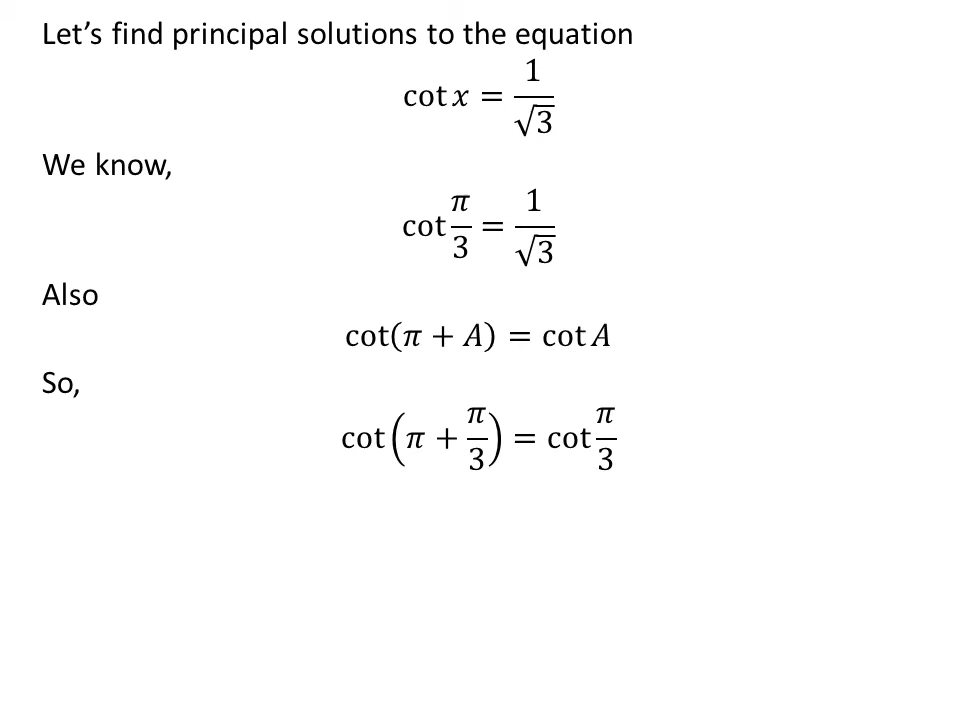 Let’s find principal solutions to the equation
cot 𝑥 = 1/√3
We know,
cot 𝜋/3 = 1/√3
Also
cot(𝜋 + 𝐴) = cot 𝐴
So,
cot(𝜋 + 𝜋/3) = cot 𝜋/3